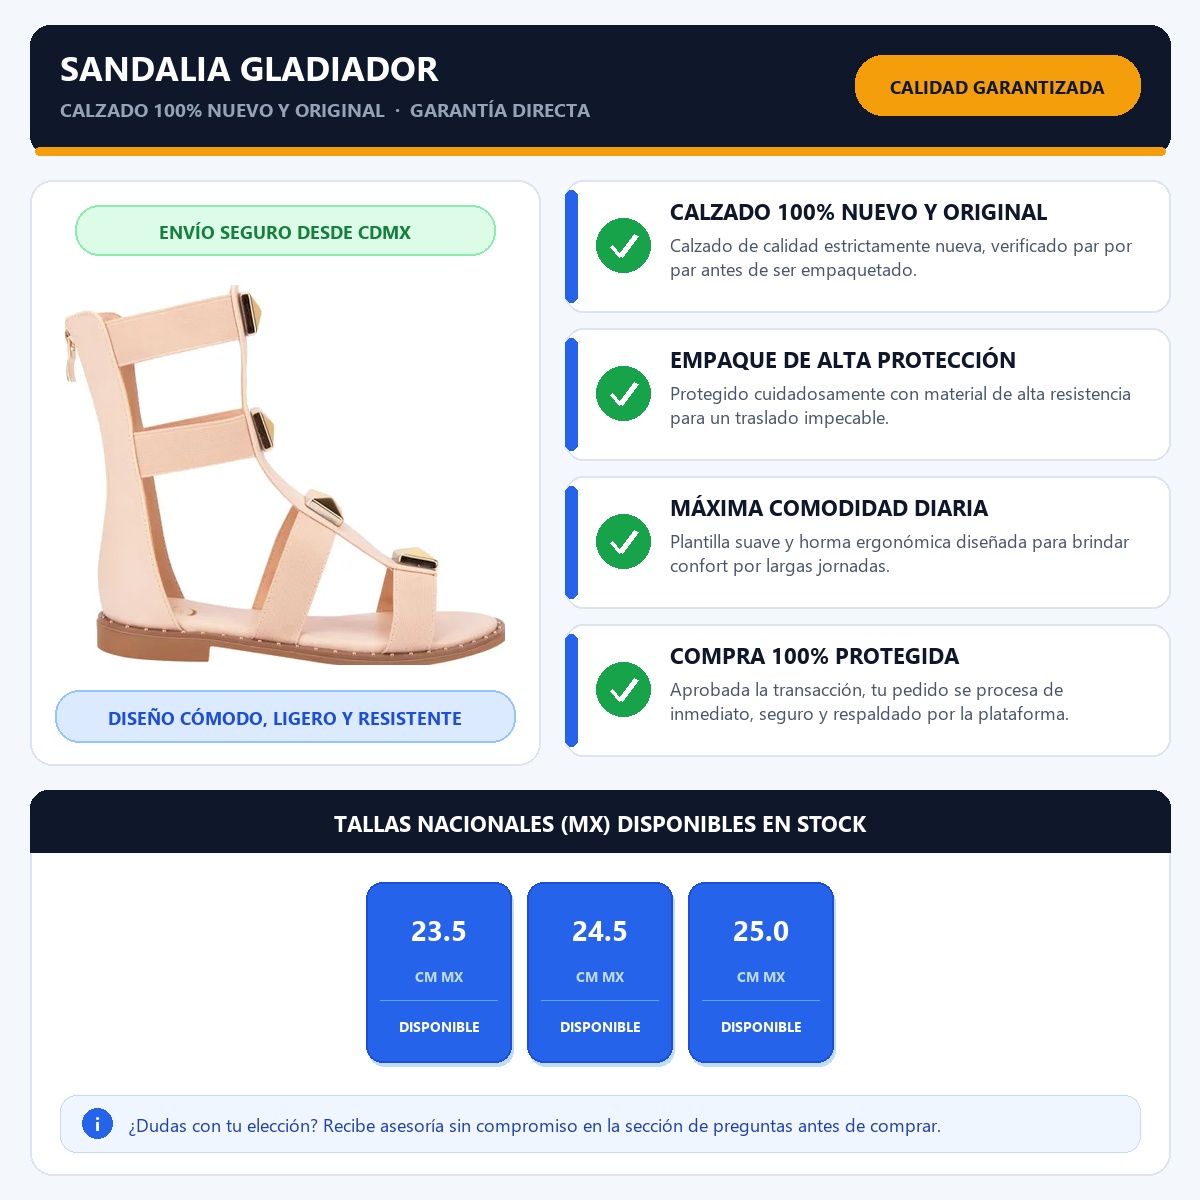 SANDALIA GLADIADOR
CALZADO 100% NUEVO Y ORIGINAL · GARANTÍA DIRECTA
CALIDAD GARANTIZADA
ENVÍO SEGURO DESDE CDMX
DISEÑO CÓMODO, LIGERO Y RESISTENTE
CALZADO 100% NUEVO Y ORIGINAL
Calzado de calidad estrictamente nueva, verificado par por
par antes de ser empaquetado.
EMPAQUE DE ALTA PROTECCIÓN
Protegido cuidadosamente con material de alta resistencia
para un traslado impecable.
MÁXIMA COMODIDAD DIARIA
Plantilla suave y horma ergonómica diseñada para brindar
confort por largas jornadas.
COMPRA 100% PROTEGIDA
Aprobada la transacción, tu pedido se procesa de
inmediato, seguro y respaldado por la plataforma.
TALLAS NACIONALES (MX) DISPONIBLES EN STOCK
23.5
CM MX
DISPONIBLE
24.5
CM MX
DISPONIBLE
25.0
CM MX
DISPONIBLE
¿Dudas con tu elección? Recibe asesoría sin compromiso en la sección de preguntas antes de comprar.